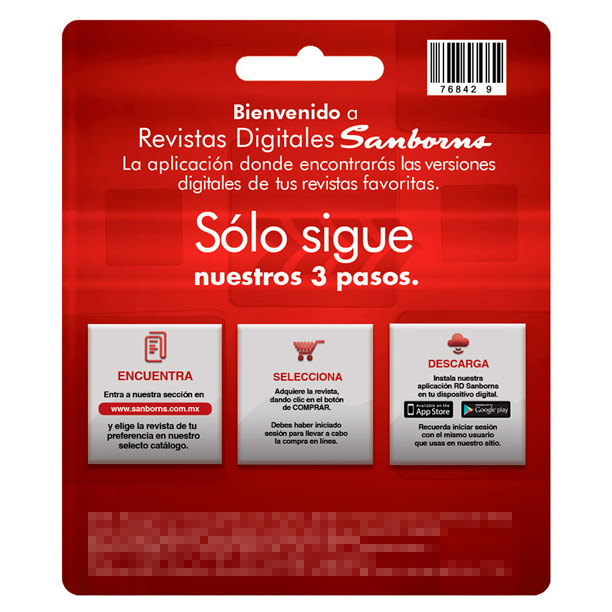 76842 9
Bienvenido a
Revistas Digitales Sanborns
La aplicación donde encontrarás las versiones
digitales de tus revistas favoritas.
Sólo sigue
nuestros 3 pasos.
ENCUENTRA
Entra a nuestra sección en
www.sanborns.com.mx
y elige la revista de tu
preferencia en nuestro
selecto catálogo.
SELECCIONA
Adquiere la revista,
dando clic en el botón
de COMPRAR.
Debes haber iniciado
sesión para llevar a cabo
la compra en línea.
DESCARGA
Instala nuestra
aplicación RD Sanborns
en tu dispositivo digital.
Available on the
App Store
Google play
Recuerda iniciar sesión
con el mismo usuario
que usas en nuestro sitio.